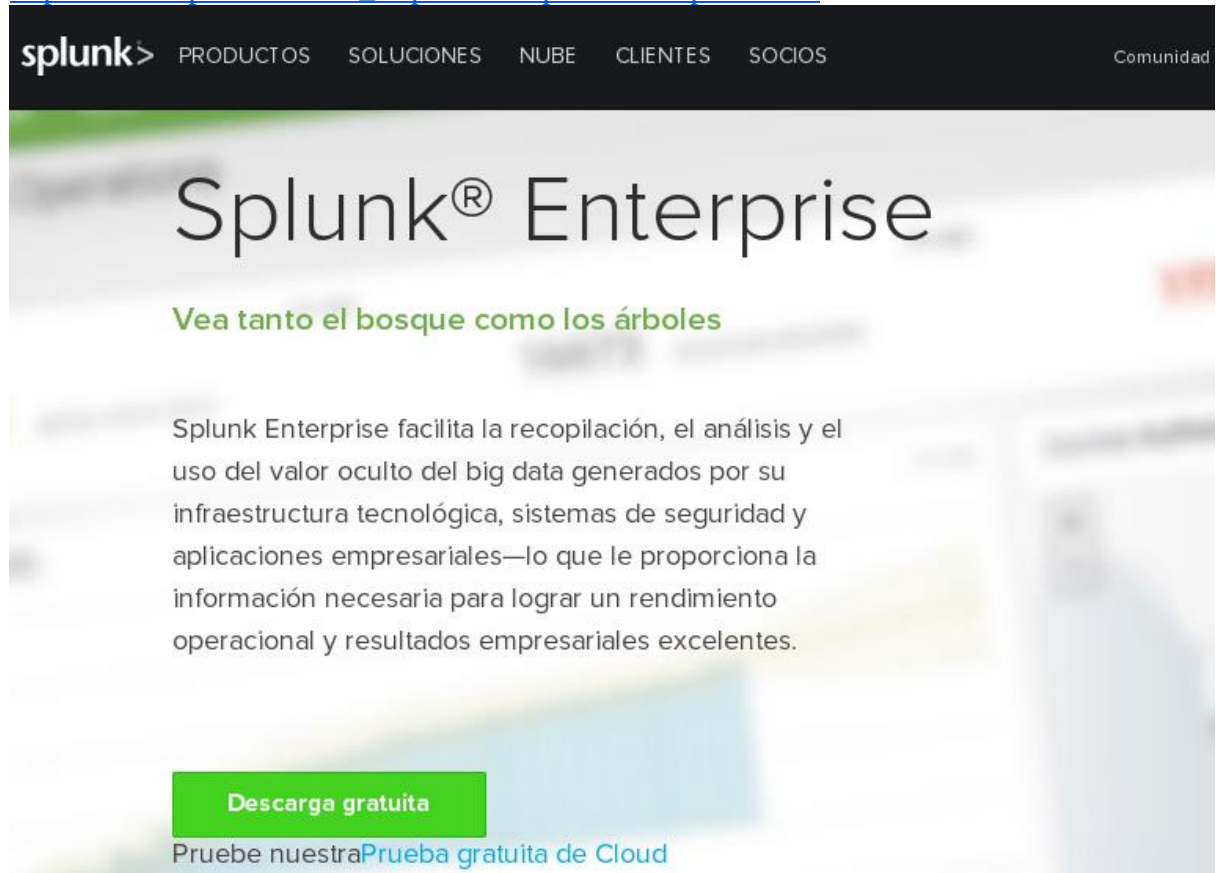 splunk> PRODUCTOS SOLUCIONES NUBE CLIENTES SOCIOS Comunidad
Splunk® Enterprise
Vea tanto el bosque como los árboles
Splunk Enterprise facilita la recopilación, el análisis y el
uso del valor oculto del big data generados por su
infraestructura tecnológica, sistemas de seguridad y
aplicaciones empresariales—lo que le proporciona la
información necesaria para lograr un rendimiento
operacional y resultados empresariales excelentes.
Descarga gratuita
Pruebe nuestraPrueba gratuita de Cloud